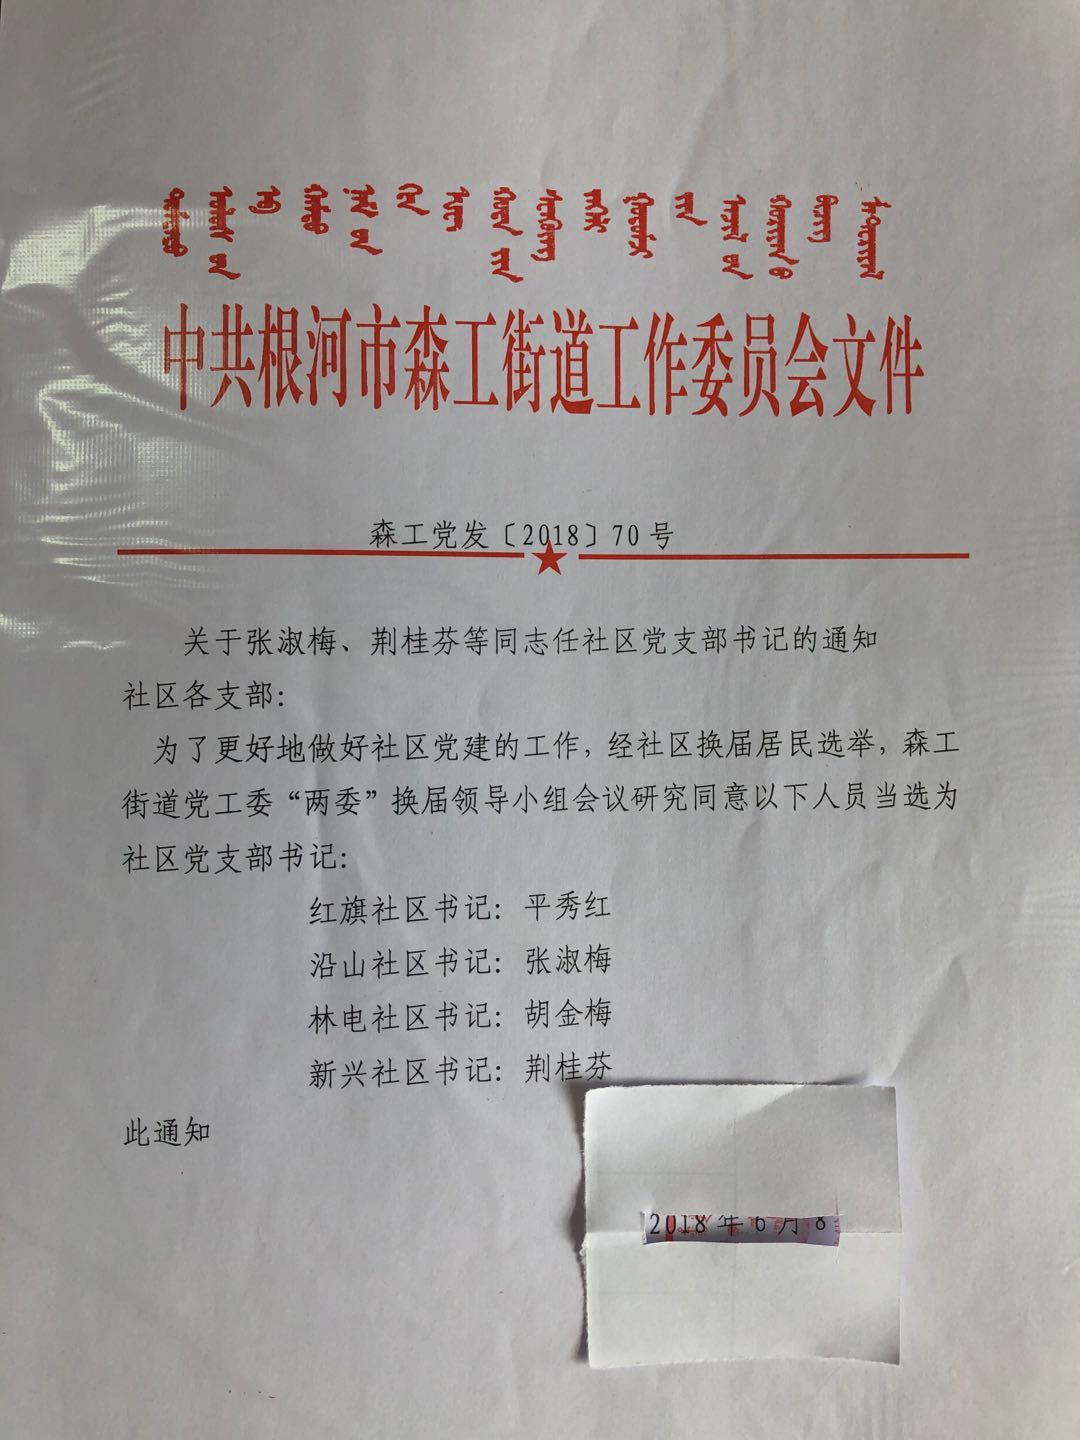 中共根河市森工街道工作委员会文件
森工党发〔2018〕70号
关于张淑梅、荆桂芬等同志任社区党支部书记的通知
社区各支部：
为了更好地做好社区党建的工作，经社区换届居民选举，森工
街道党工委“两委”换届领导小组会议研究同意以下人员当选为
社区党支部书记：
红旗社区书记：平秀红
沿山社区书记：张淑梅
林电社区书记：胡金梅
新兴社区书记：荆桂芬
此通知
2018年6月8